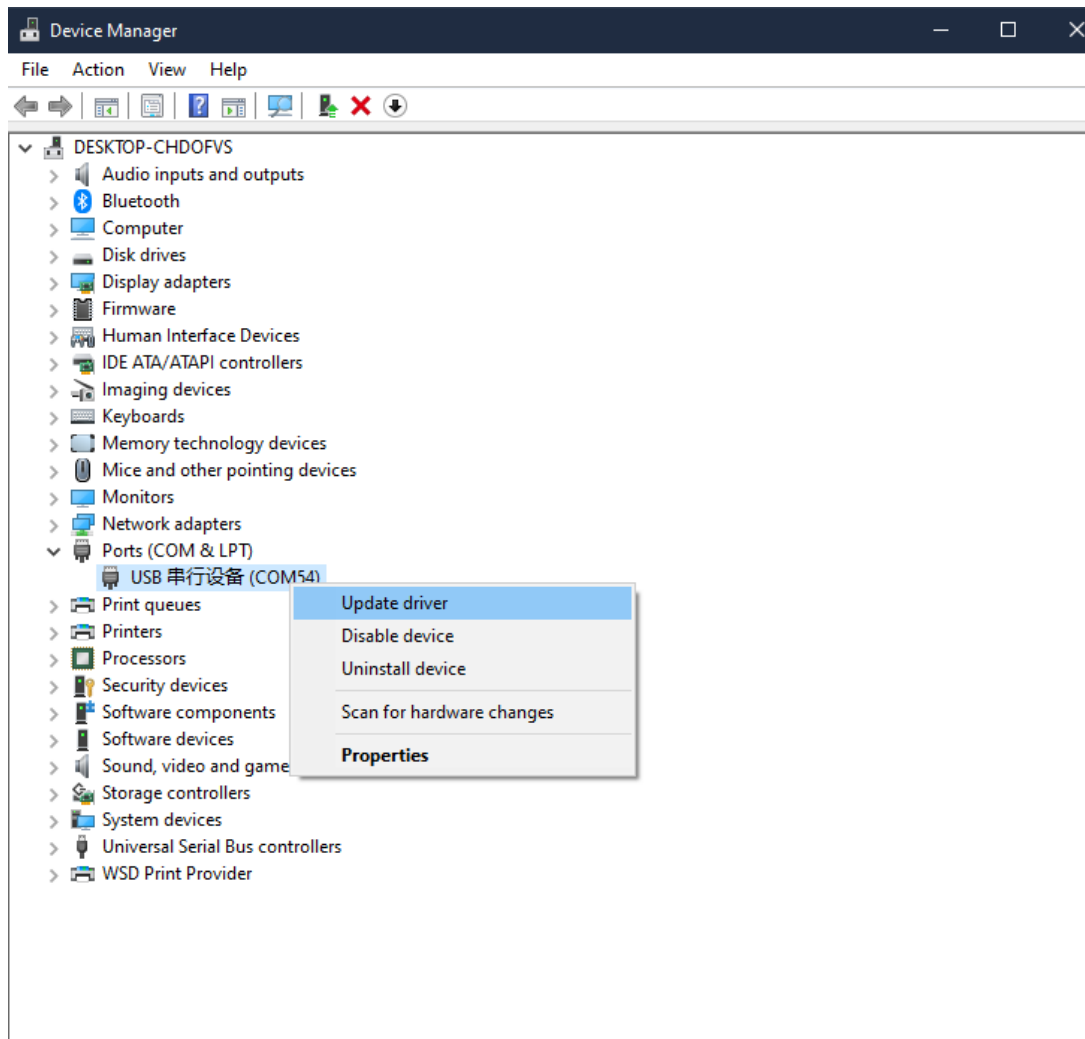 Device Manager
File Action View Help
DESKTOP-CHDOFVS
Audio inputs and outputs
Bluetooth
Computer
Disk drives
Display adapters
Firmware
Human Interface Devices
IDE ATA/ATAPI controllers
Imaging devices
Keyboards
Memory technology devices
Mice and other pointing devices
Monitors
Network adapters
Ports (COM & LPT)
USB 串行设备 (COM54)
Print queues
Printers
Processors
Security devices
Software components
Software devices
Sound, video and game
Storage controllers
System devices
Universal Serial Bus controllers
WSD Print Provider
Update driver
Disable device
Uninstall device
Scan for hardware changes
Properties